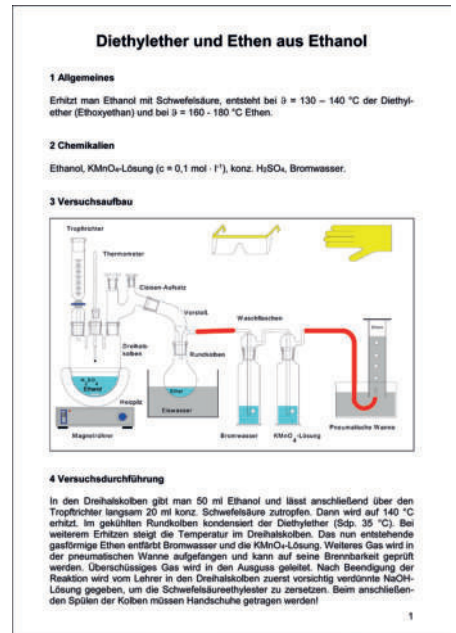 Diethylether und Ethen aus Ethanol
1 Allgemeines
Erhitzt man Ethanol mit Schwefelsäure, entsteht bei ϑ = 130 – 140 °C der Diethyl-
ether (Ethoxyethan) und bei ϑ = 160 - 180 °C Ethen.
2 Chemikalien
Ethanol, KMnO₄-Lösung (c = 0,1 mol · l⁻¹), konz. H₂SO₄, Bromwasser.
3 Versuchsaufbau
Tropftrichter
Thermometer
Claisen-Aufsatz
Vorstoß
Waschflaschen
Dreihals-
kolben
Rundkolben
Ethen
H₂SO₄
Ethanol
Ether
Heizpilz
Eiswasser
Magnetrührer
Bromwasser
KMnO₄-Lösung
Pneumatische Wanne
4 Versuchsdurchführung
In den Dreihalskolben gibt man 50 ml Ethanol und lässt anschließend über den
Tropftrichter langsam 20 ml konz. Schwefelsäure zutropfen. Dann wird auf 140 °C
erhitzt. Im gekühlten Rundkolben kondensiert der Diethylether (Sdp. 35 °C). Bei
weiterem Erhitzen steigt die Temperatur im Dreihalskolben. Das nun entstehende
gasförmige Ethen entfärbt Bromwasser und die KMnO₄-Lösung. Weiteres Gas wird in
der pneumatischen Wanne aufgefangen und kann auf seine Brennbarkeit geprüft
werden. Überschüssiges Gas wird in den Ausguss geleitet. Nach Beendigung der
Reaktion wird vom Lehrer in den Dreihalskolben zuerst vorsichtig verdünnte NaOH-
Lösung gegeben, um die Schwefelsäureethylester zu zersetzen. Beim anschließen-
den Spülen der Kolben müssen Handschuhe getragen werden!
1